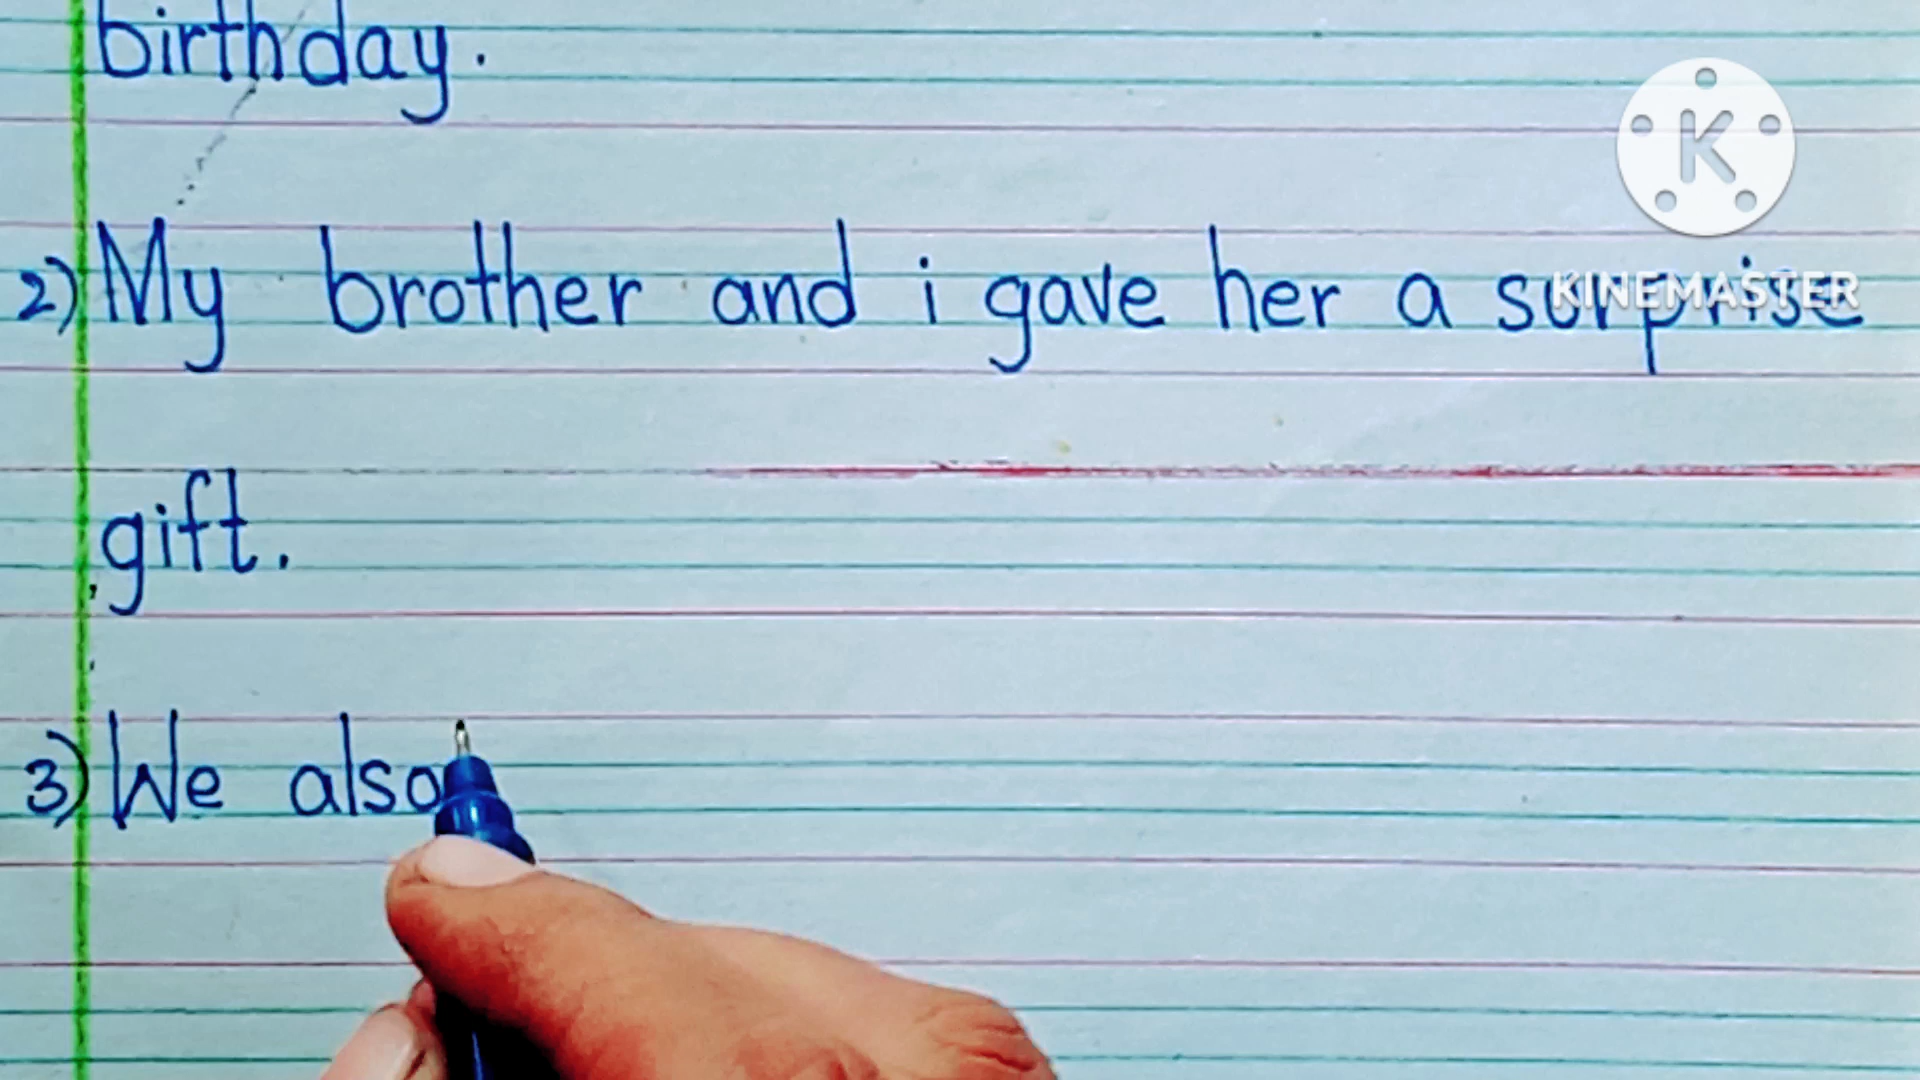 birthday.
K
KINEMASTER
2) My brother and i gave her a surprise
gift.
3) We also